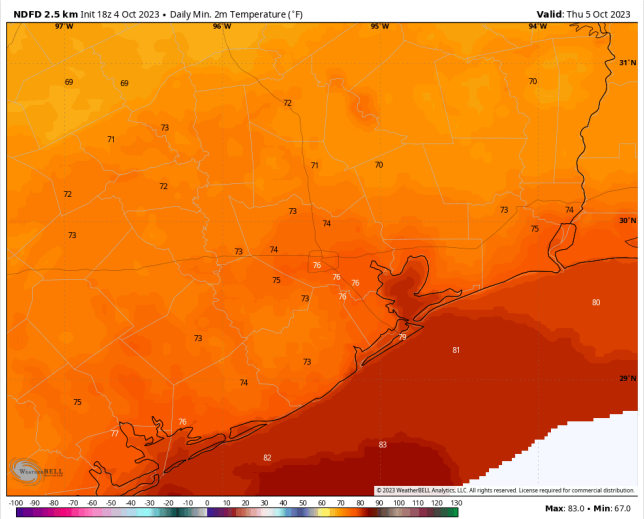 NDFD 2.5 km Init 18z 4 Oct 2023 • Daily Min. 2m Temperature (°F)
Valid: Thu 5 Oct 2023
97°W 96°W 95°W 94°W
31°N
69 69 70
72
73
71
71 70
72 72
73 73 74
74 75
30°N
73
73 74
76
76
75 76
73 76
80
79
73 81
73
29°N
74
75
76
77
83
82
WeatherBELL
© 2023 WeatherBELL Analytics, LLC. All rights reserved. License required for commercial distribution.
-100 -90 -80 -70 -60 -50 -40 -30 -20 -10 0 10 20 30 40 50 60 70 80 90 100 110 120 130
Max: 83.0 • Min: 67.0